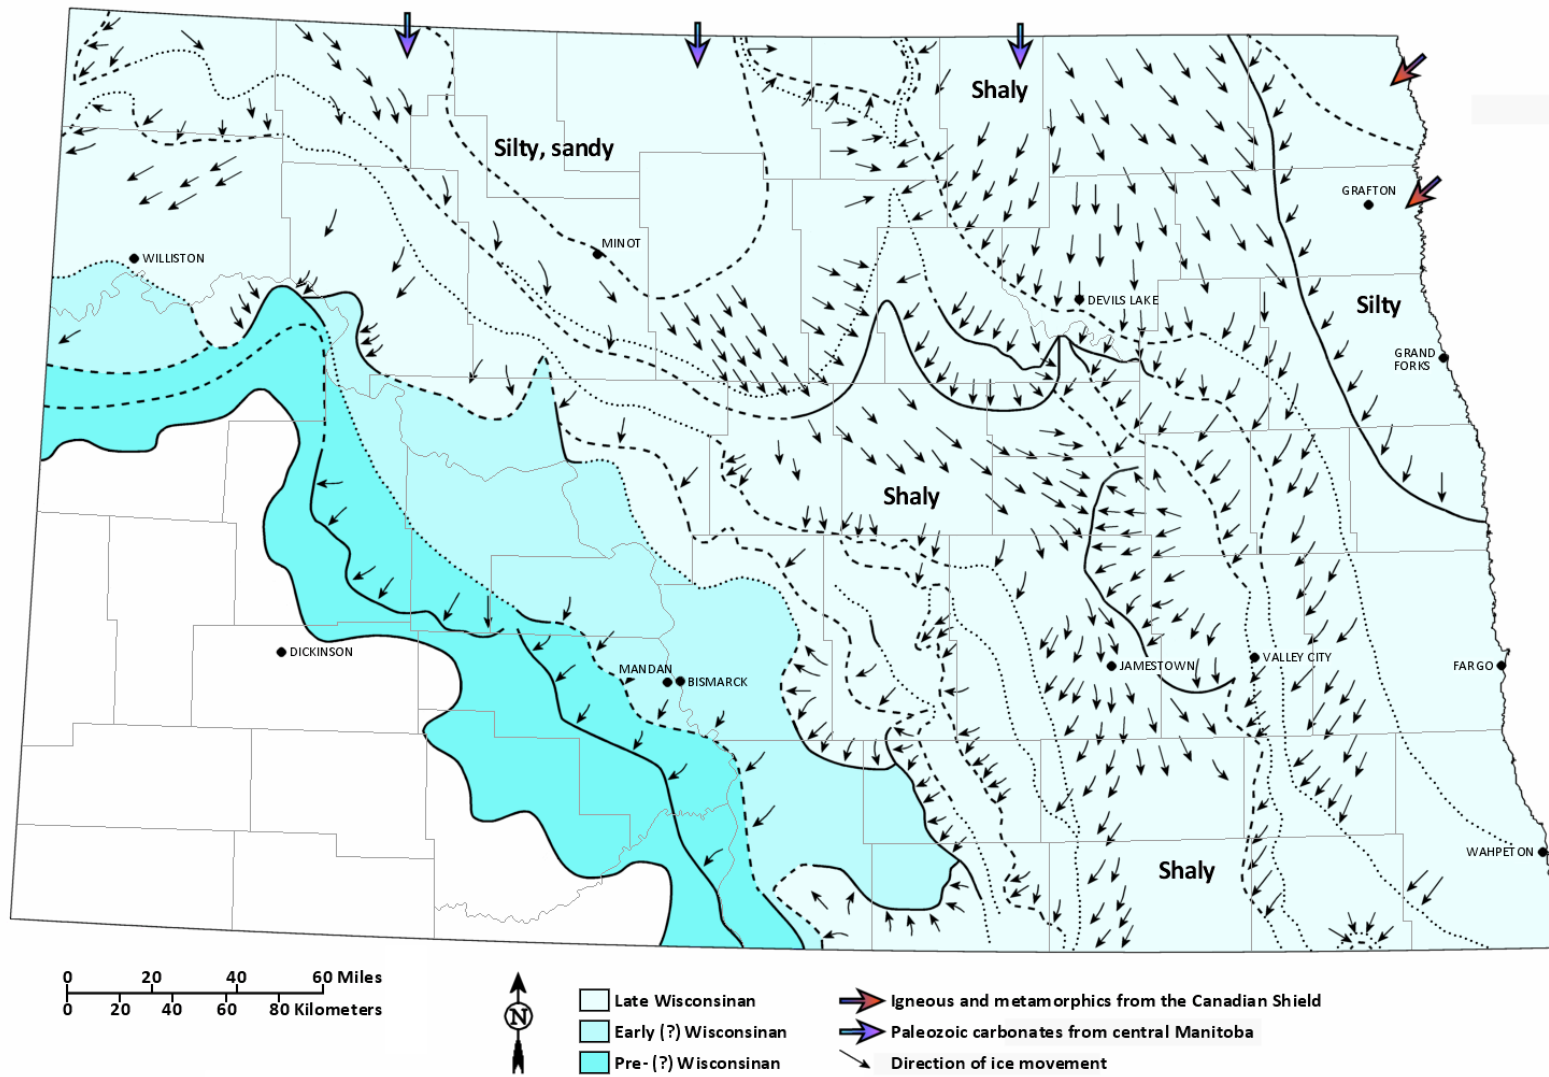 Shaly
Silty, sandy
GRAFTON
MINOT
WILLISTON
DEVILS LAKE
Silty
GRAND
FORKS
Shaly
DICKINSON
MANDAN
BISMARCK
JAMESTOWN
VALLEY CITY
FARGO
WAHPETON
Shaly
0 20 40 60 Miles
0 20 40 60 80 Kilometers
N
Late Wisconsinan
Early (?) Wisconsinan
Pre- (?) Wisconsinan
Igneous and metamorphics from the Canadian Shield
Paleozoic carbonates from central Manitoba
Direction of ice movement